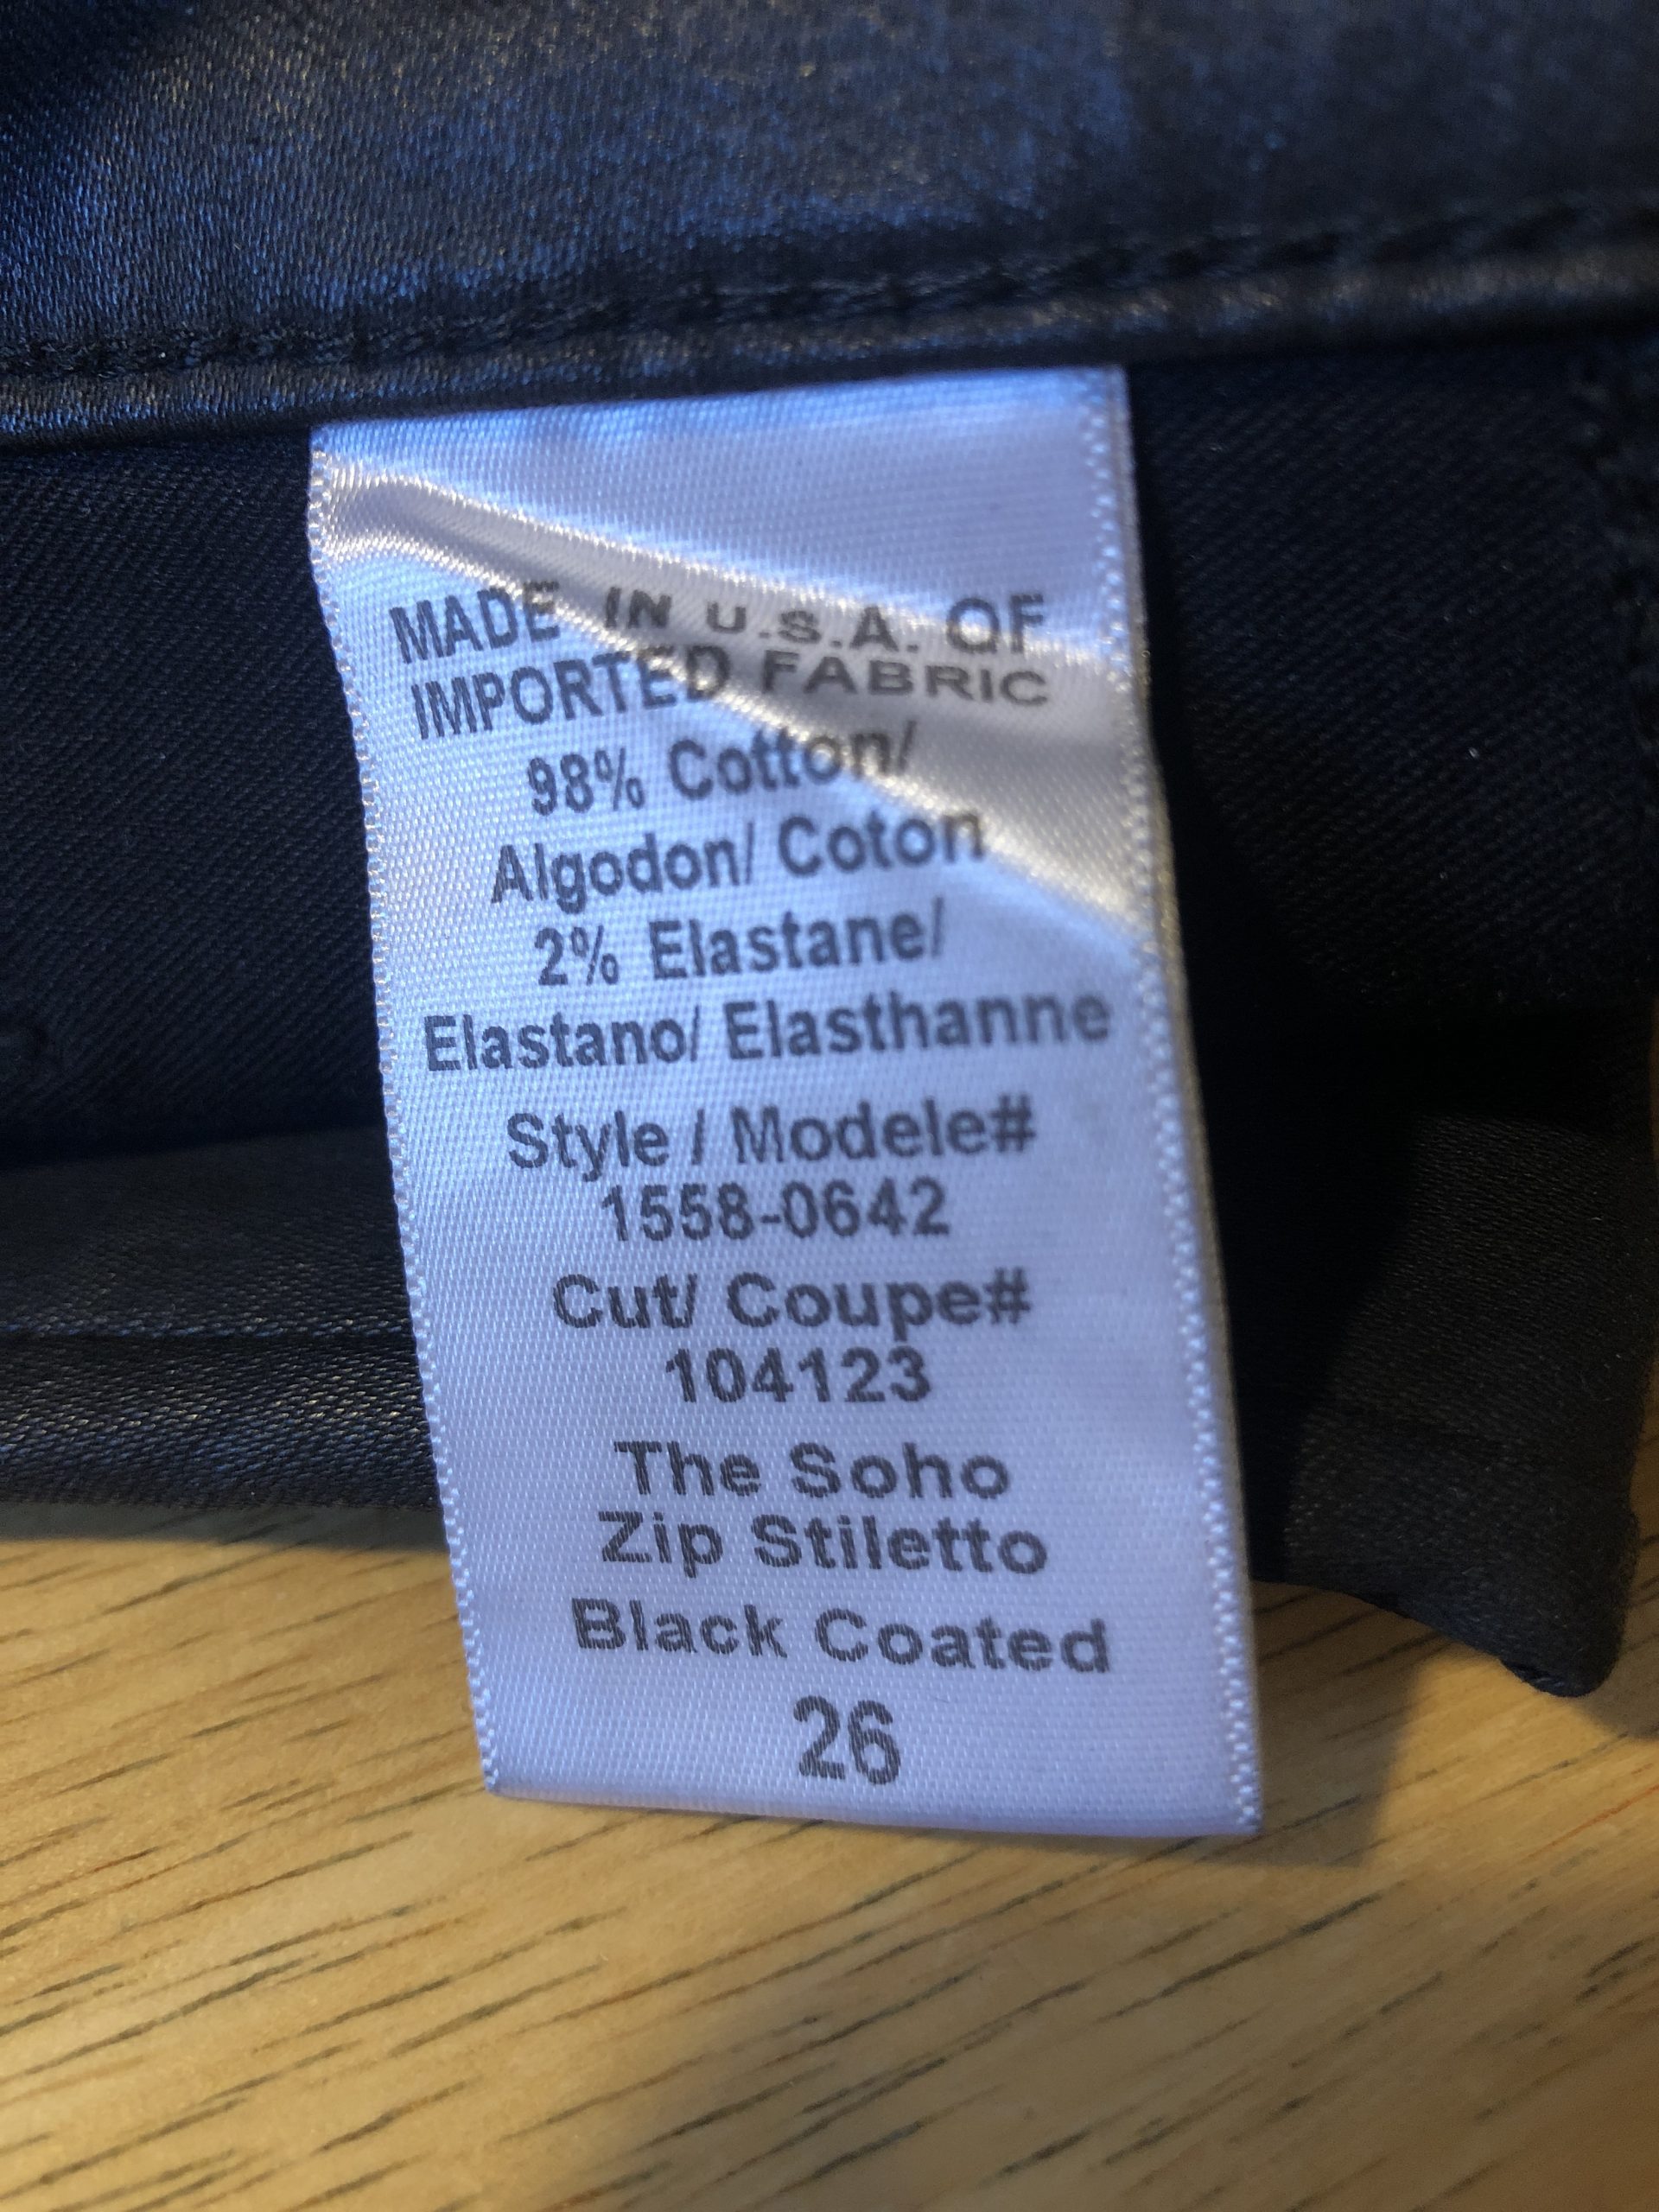 MADE IN U.S.A. OF
IMPORTED FABRIC
98% Cotton/
Algodon/ Coton
2% Elastane/
Elastano/ Elasthanne
Style / Modele#
1558-0642
Cut/ Coupe#
104123
The Soho
Zip Stiletto
Black Coated
26